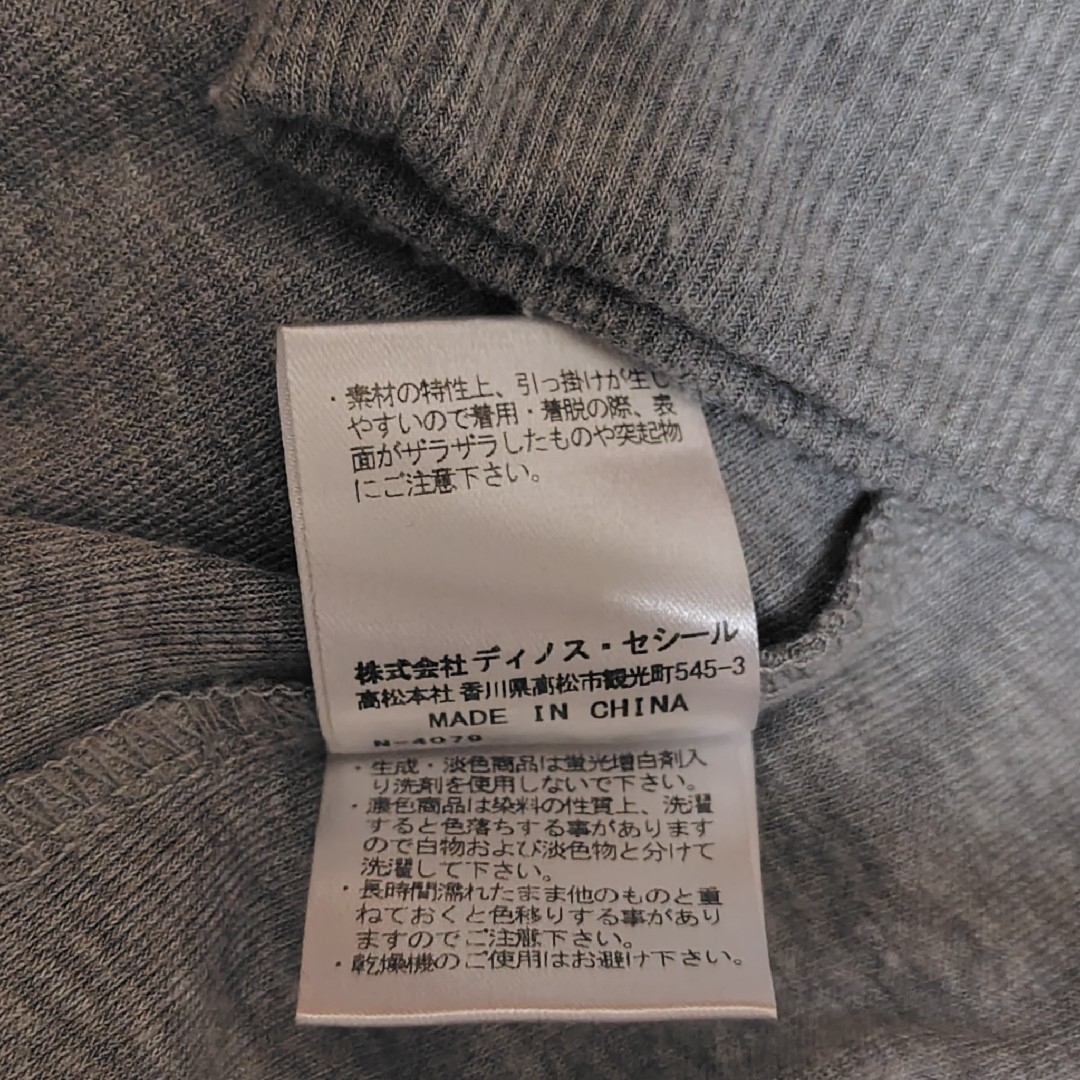 ・素材の特性上、引っ掛けが生じ
やすいので着用・着脱の際、表
面がザラザラしたものや突起物
にご注意下さい。
株式会社 ディノス・セシール
高松本社 香川県高松市観光町545-3
MADE IN CHINA
N-4079
・生成・淡色商品は蛍光増白剤入
り洗剤を使用しないで下さい。
・濃色商品は染料の性質上、洗濯
すると色落ちする事があります
ので白物および淡色物と分けて
洗濯して下さい。
・長時間濡れたまま他のものと重
ねておくと色移りする事があり
ますのでご注意下さい。
・乾燥機のご使用はお避け下さい。